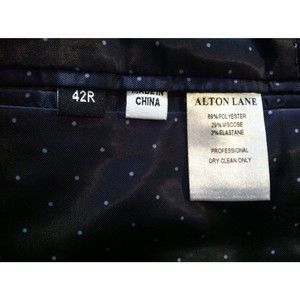 42R
MADE IN
CHINA
ALTON LANE
69% POLYESTER
29% VISCOSE
2% ELASTANE
PROFESSIONAL
DRY CLEAN ONLY